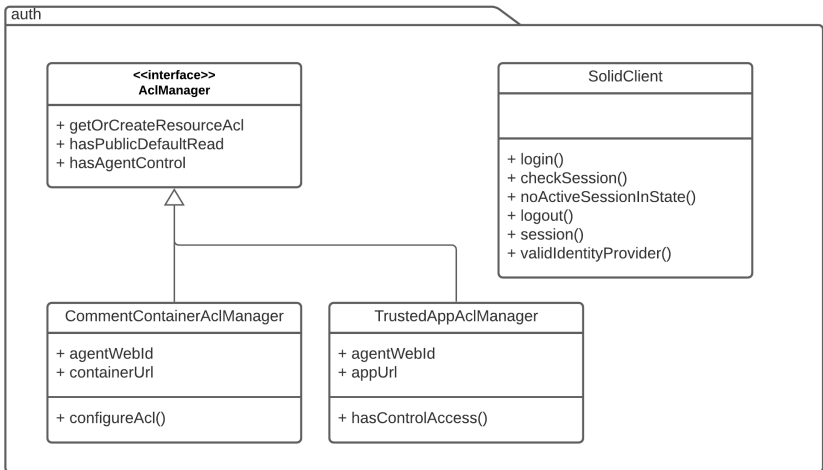 auth
<<interface>>
AclManager
+ getOrCreateResourceAcl
+ hasPublicDefaultRead
+ hasAgentControl
SolidClient
+ login()
+ checkSession()
+ noActiveSessionInState()
+ logout()
+ session()
+ validIdentityProvider()
CommentContainerAclManager
+ agentWebId
+ containerUrl
+ configureAcl()
TrustedAppAclManager
+ agentWebId
+ appUrl
+ hasControlAccess()